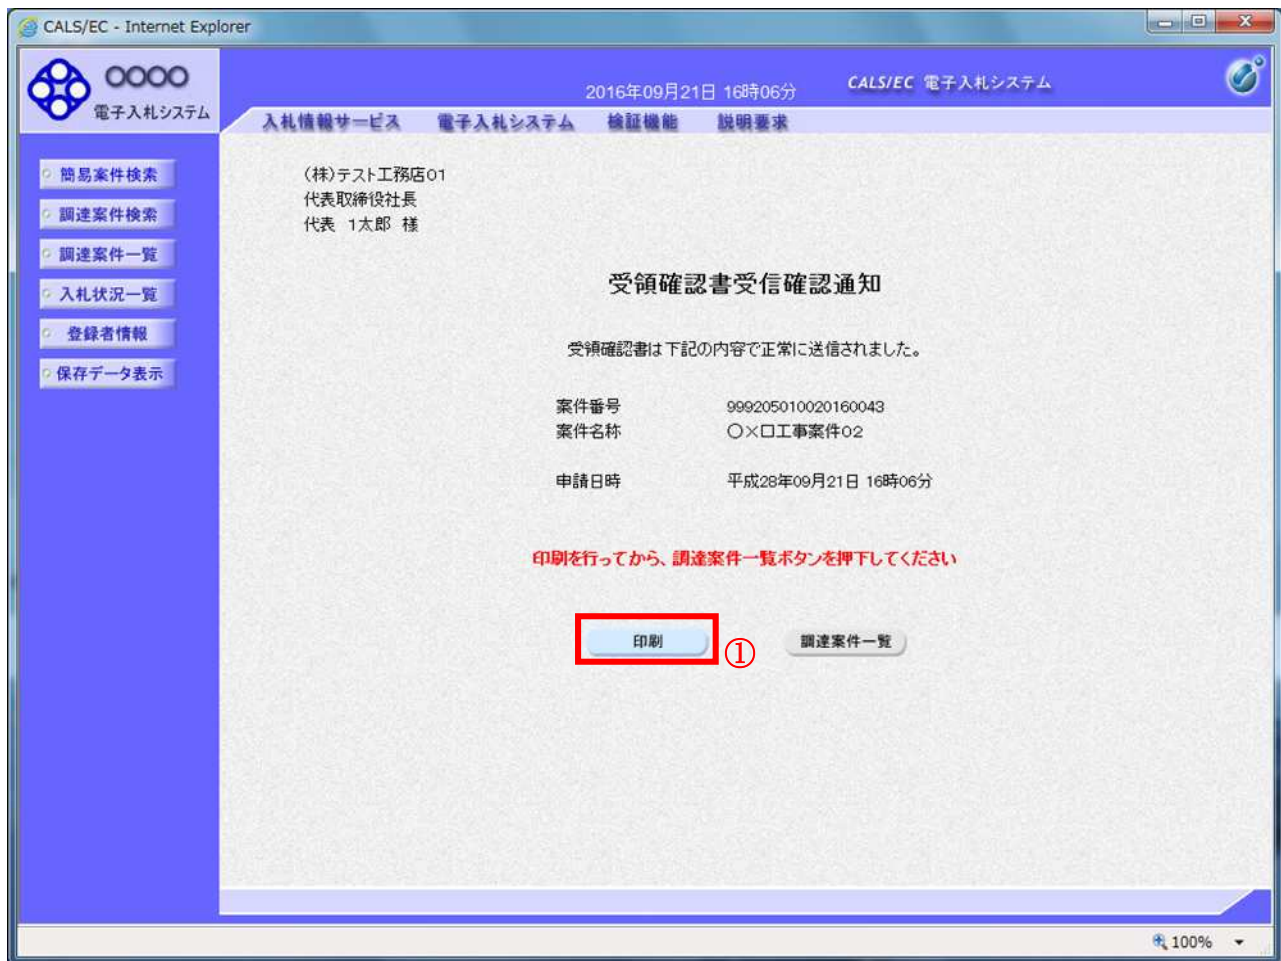 CALS/EC - Internet Explorer
○○○○
電子入札システム
2016年09月21日 16時06分
CALS/EC 電子入札システム
入札情報サービス 電子入札システム 検証機能 説明要求
簡易案件検索
調達案件検索
調達案件一覧
入札状況一覧
登録者情報
保存データ表示
(株)テスト工務店01
代表取締役社長
代表 1太郎 様
受領確認書受信確認通知
受領確認書は下記の内容で正常に送信されました。
案件番号 999205010020160043
案件名称 ○×口工事案件02
申請日時 平成28年09月21日 16時06分
印刷を行ってから、調達案件一覧ボタンを押下してください
印刷 ① 調達案件一覧
100%